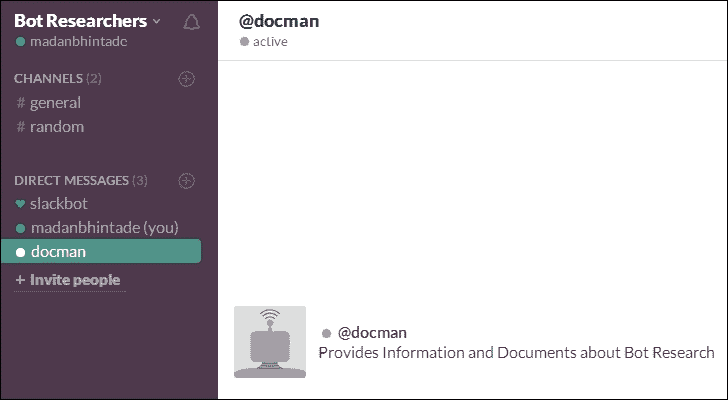 Bot Researchers
madanbhintade
CHANNELS (2)
# general
# random
DIRECT MESSAGES (3)
slackbot
madanbhintade (you)
docman
+ Invite people
@docman
active
@docman
Provides Information and Documents about Bot Research